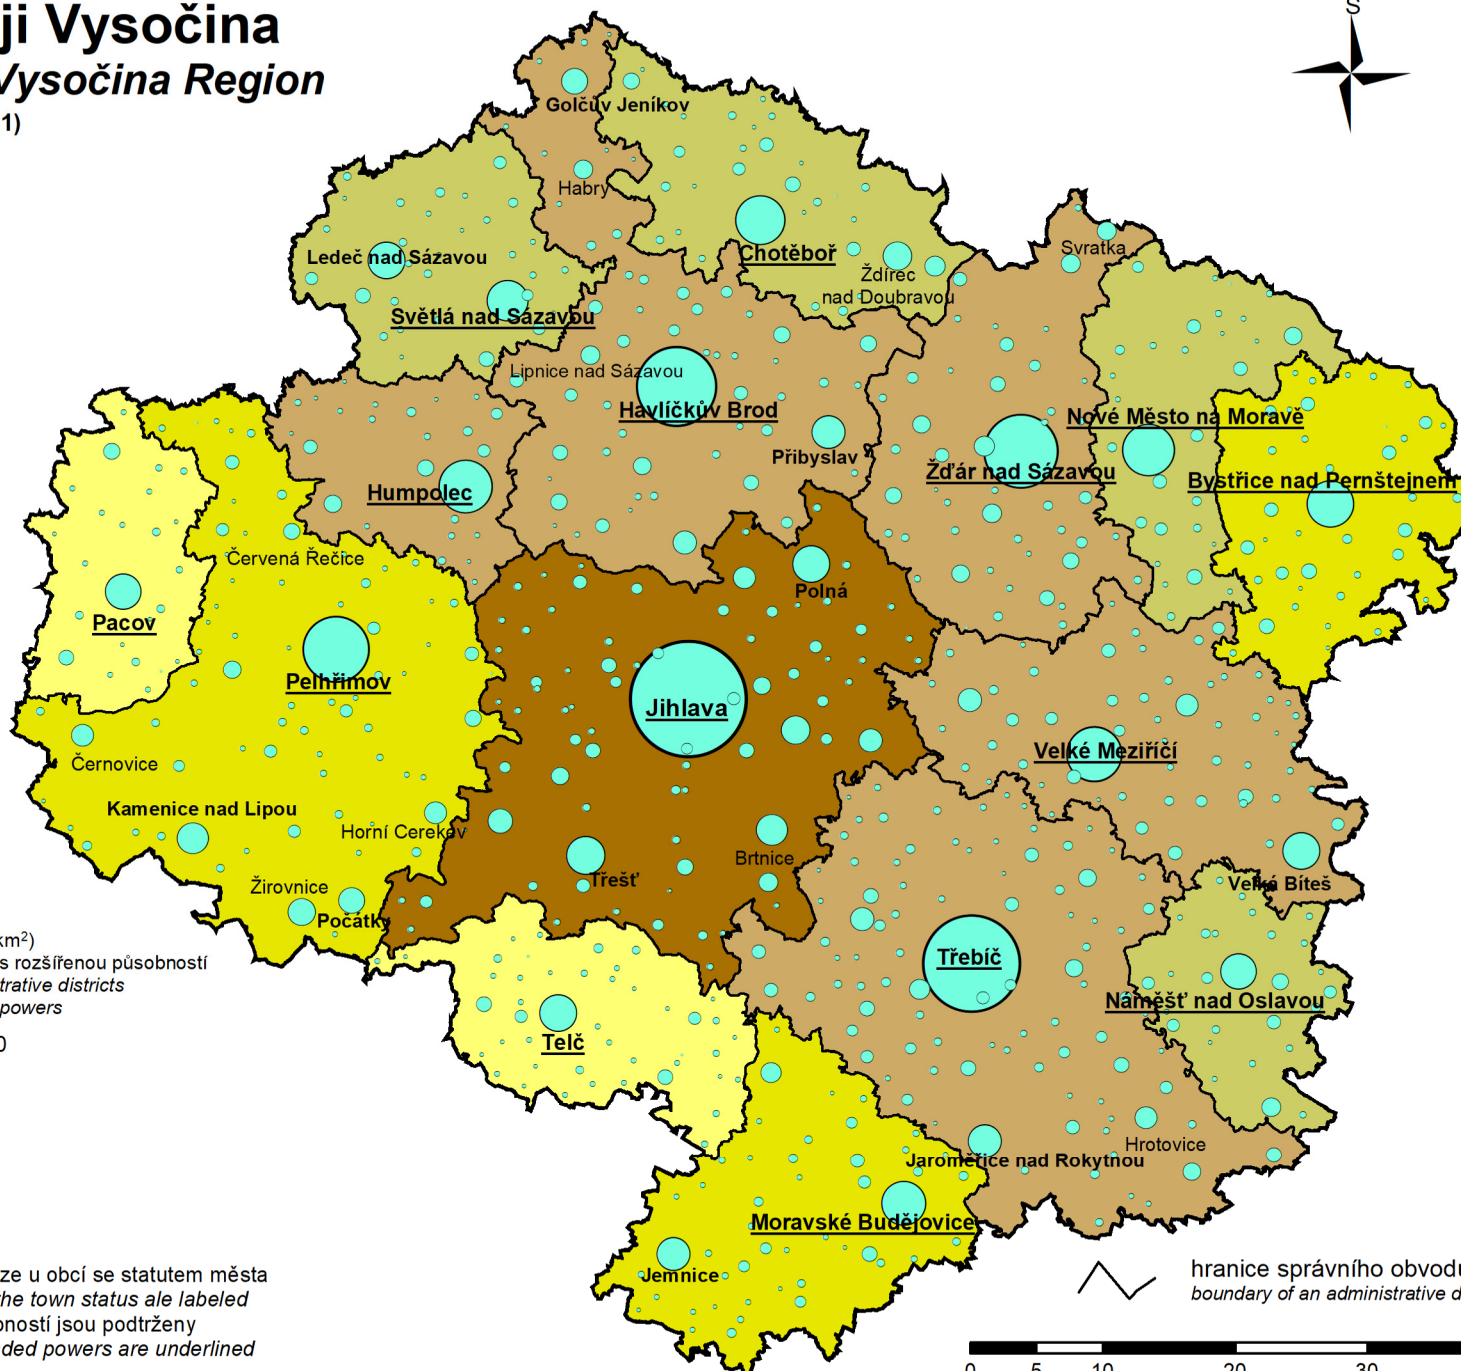 ji Vysočina
Vysočina Region
1)
S
Golčův Jeníkov
Habry
Ledeč nad Sázavou
Chotěboř
Ždírec
nad Doubravou
Svratka
Světlá nad Sázavou
Lipnice nad Sázavou
Havlíčkův Brod
Přibyslav
Nové Město na Moravě
Žďár nad Sázavou
Bystřice nad Pernštejnem
Humpolec
Červená Řečice
Polná
Pacov
Pelhřimov
Jihlava
Velké Meziříčí
Černovice
Kamenice nad Lipou
Horní Cerekev
Brtnice
Třešť
Žirovnice
Počátky
Velká Bíteš
km²)
s rozšířenou působností
trative districts
powers
0
Třebíč
Náměšť nad Oslavou
Telč
Hrotovice
Jaroměřice nad Rokytnou
Moravské Budějovice
Jemnice
ze u obcí se statutem města
he town status ale labeled
bností jsou podtrženy
ded powers are underlined
hranice správního obvodu
boundary of an administrative d
0 5 10 20 30